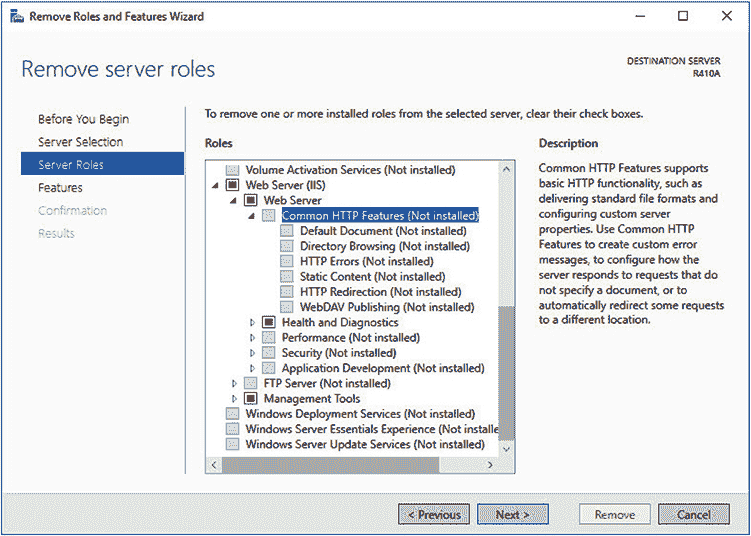 Remove Roles and Features Wizard
Remove server roles
DESTINATION SERVER
R410A
Before You Begin
Server Selection
Server Roles
Features
Confirmation
Results
To remove one or more installed roles from the selected server, clear their check boxes.
Roles
Volume Activation Services (Not installed)
Web Server (IIS)
Web Server
Common HTTP Features (Not installed)
Default Document (Not installed)
Directory Browsing (Not installed)
HTTP Errors (Not installed)
Static Content (Not installed)
HTTP Redirection (Not installed)
WebDAV Publishing (Not installed)
Health and Diagnostics
Performance (Not installed)
Security (Not installed)
Application Development (Not installed)
FTP Server (Not installed)
Management Tools
Windows Deployment Services (Not installed)
Windows Server Essentials Experience (Not installe
Windows Server Update Services (Not installed)
Description
Common HTTP Features supports
basic HTTP functionality, such as
delivering standard file formats and
configuring custom server
properties. Use Common HTTP
Features to create custom error
messages, to configure how the
server responds to requests that do
not specify a document, or to
automatically redirect some requests
to a different location.
< Previous
Next >
Remove
Cancel